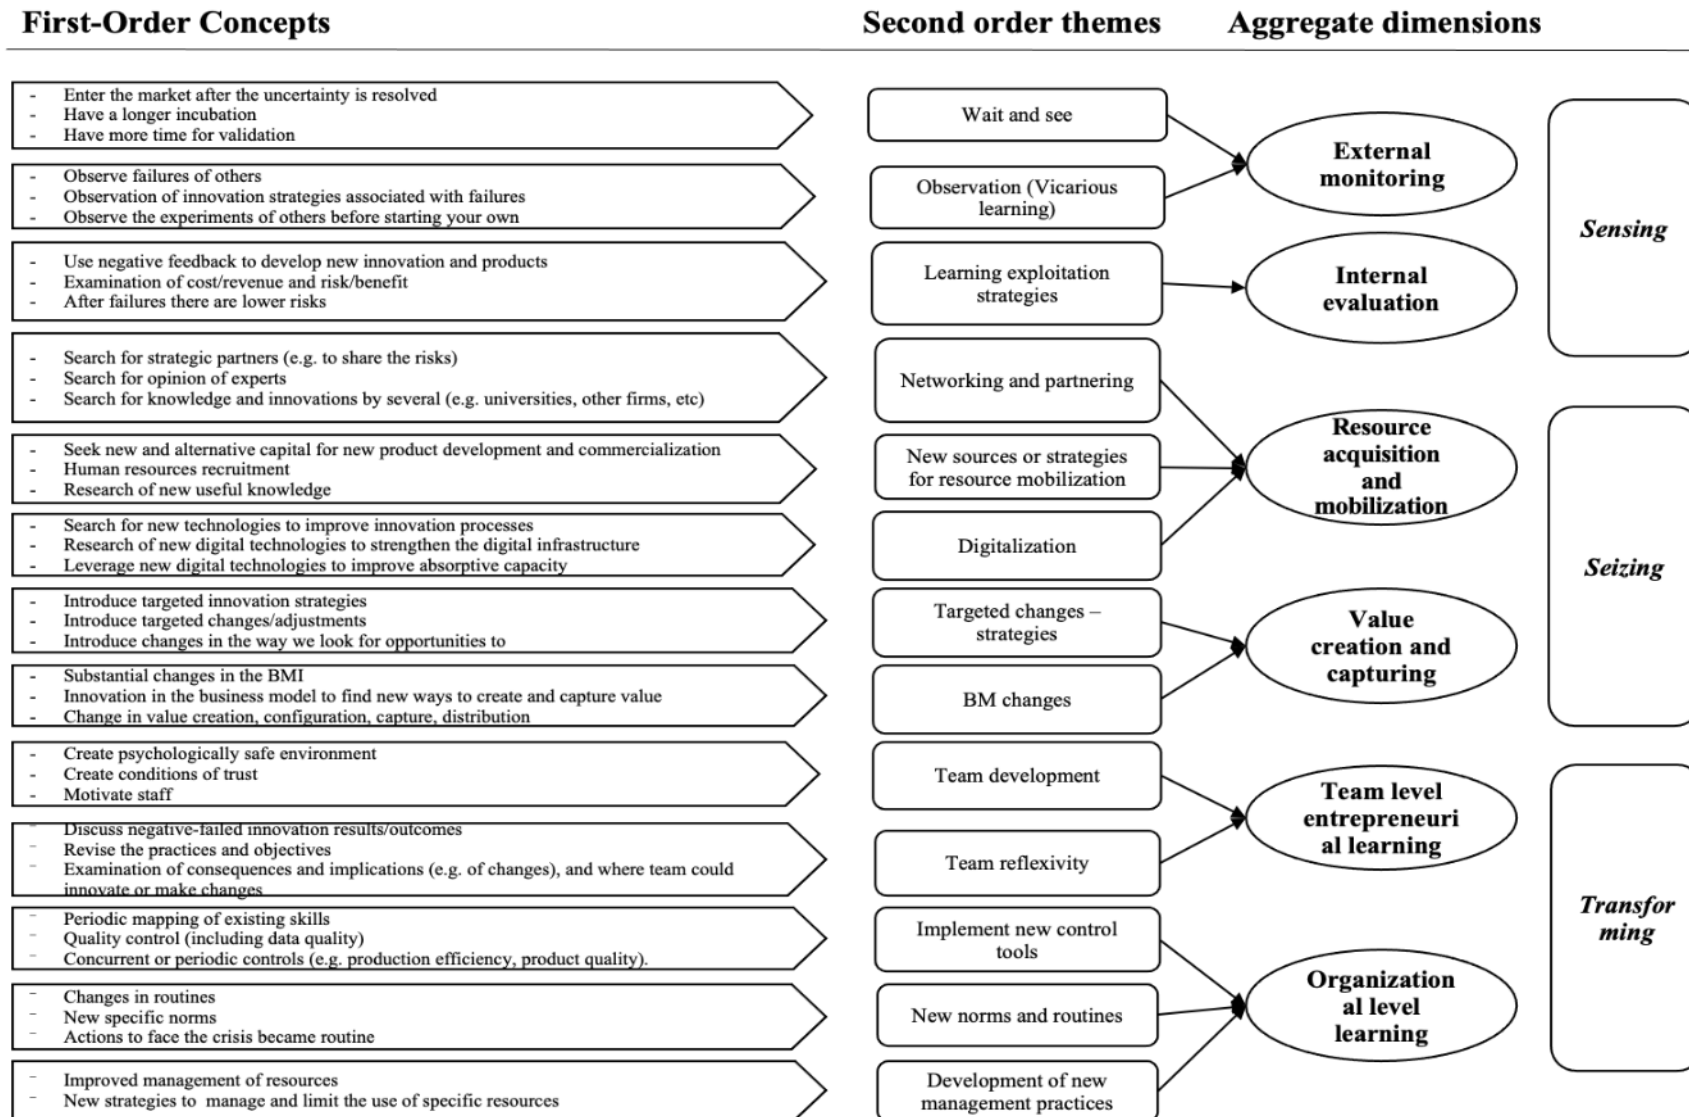 First-Order Concepts
Second order themes
Aggregate dimensions
- Enter the market after the uncertainty is resolved
- Have a longer incubation
- Have more time for validation
Wait and see
- Observe failures of others
- Observation of innovation strategies associated with failures
- Observe the experiments of others before starting your own
Observation (Vicarious
learning)
External
monitoring
- Use negative feedback to develop new innovation and products
- Examination of cost/revenue and risk/benefit
- After failures there are lower risks
Learning exploitation
strategies
Internal
evaluation
Sensing
- Search for strategic partners (e.g. to share the risks)
- Search for opinion of experts
- Search for knowledge and innovations by several (e.g. universities, other firms, etc)
Networking and partnering
- Seek new and alternative capital for new product development and commercialization
- Human resources recruitment
- Research of new useful knowledge
New sources or strategies
for resource mobilization
- Search for new technologies to improve innovation processes
- Research of new digital technologies to strengthen the digital infrastructure
- Leverage new digital technologies to improve absorptive capacity
Digitalization
Resource
acquisition
and
mobilization
- Introduce targeted innovation strategies
- Introduce targeted changes/adjustments
- Introduce changes in the way we look for opportunities to
Targeted changes –
strategies
- Substantial changes in the BMI
- Innovation in the business model to find new ways to create and capture value
- Change in value creation, configuration, capture, distribution
BM changes
Value
creation and
capturing
Seizing
- Create psychologically safe environment
- Create conditions of trust
- Motivate staff
Team development
- Discuss negative-failed innovation results/outcomes
- Revise the practices and objectives
- Examination of consequences and implications (e.g. of changes), and where team could
innovate or make changes
Team reflexivity
Team level
entrepreneuri
al learning
- Periodic mapping of existing skills
- Quality control (including data quality)
- Concurrent or periodic controls (e.g. production efficiency, product quality).
Implement new control
tools
- Changes in routines
- New specific norms
- Actions to face the crisis became routine
New norms and routines
- Improved management of resources
- New strategies to manage and limit the use of specific resources
Development of new
management practices
Organization
al level
learning
Transfor
ming